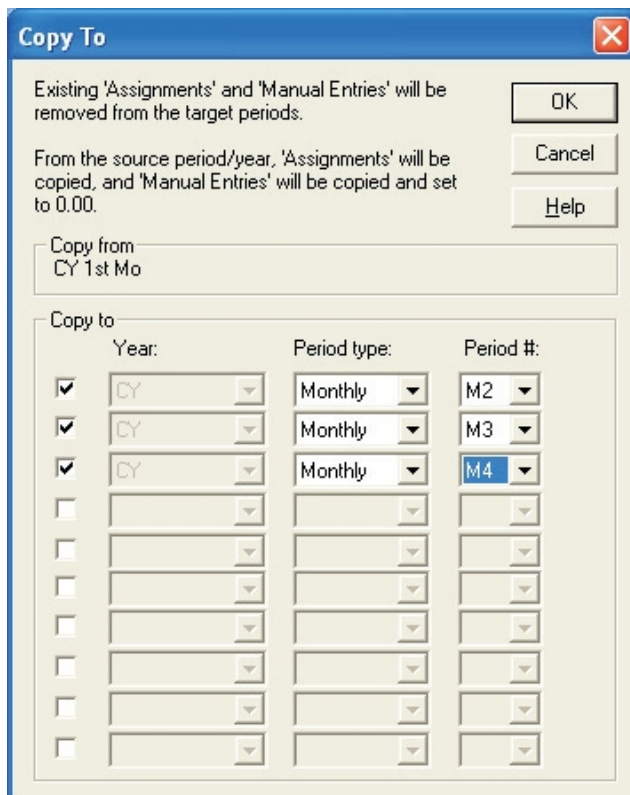 Copy To
Existing 'Assignments' and 'Manual Entries' will be
removed from the target periods.
OK
From the source period/year, 'Assignments' will be
copied, and 'Manual Entries' will be copied and set
to 0.00.
Cancel
Help
Copy from
CY 1st Mo
Copy to
Year: Period type: Period #:
CY Monthly M2
CY Monthly M3
CY Monthly M4